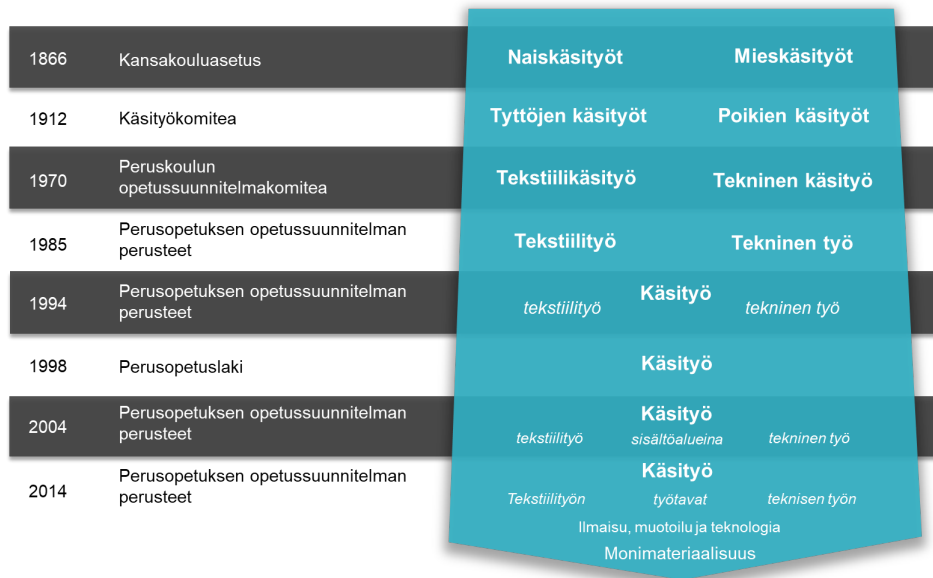 1866 Kansakouluasetus Naiskäsityöt Mieskäsityöt
1912 Käsityökomitea Tyttöjen käsityöt Poikien käsityöt
1970 Peruskoulun
opetussuunnitelmakomitea Tekstiilikäsityö Tekninen käsityö
1985 Perusopetuksen opetussuunnitelman
perusteet Tekstiilityö Tekninen työ
1994 Perusopetuksen opetussuunnitelman
perusteet Käsityö
tekstiilityö tekninen työ
1998 Perusopetuslaki Käsityö
2004 Perusopetuksen opetussuunnitelman
perusteet Käsityö
tekstiilityö sisältöalueina tekninen työ
2014 Perusopetuksen opetussuunnitelman
perusteet Käsityö
Tekstiilityön työtavat teknisen työn
Ilmaisu, muotoilu ja teknologia
Monimateriaalisuus